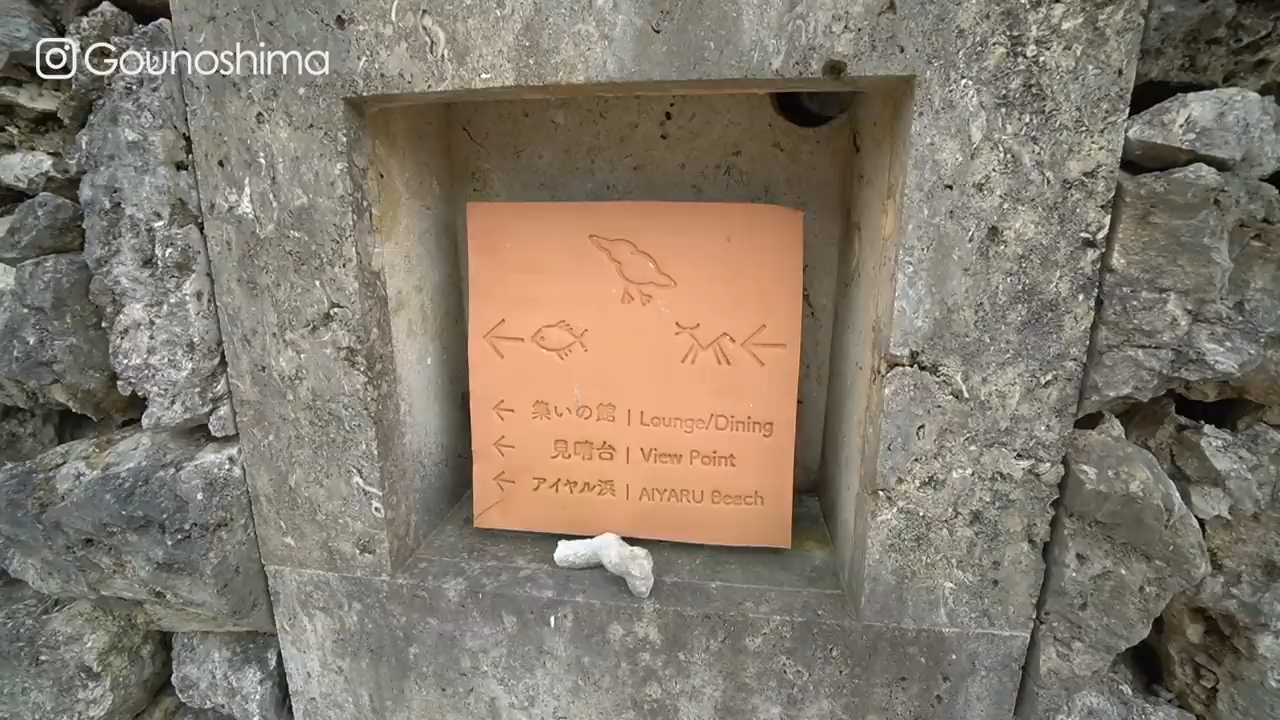 Gounoshima
← 集いの館 | Lounge/Dining
← 見晴台 | View Point
← アイヤル浜 | AIYARU Beach